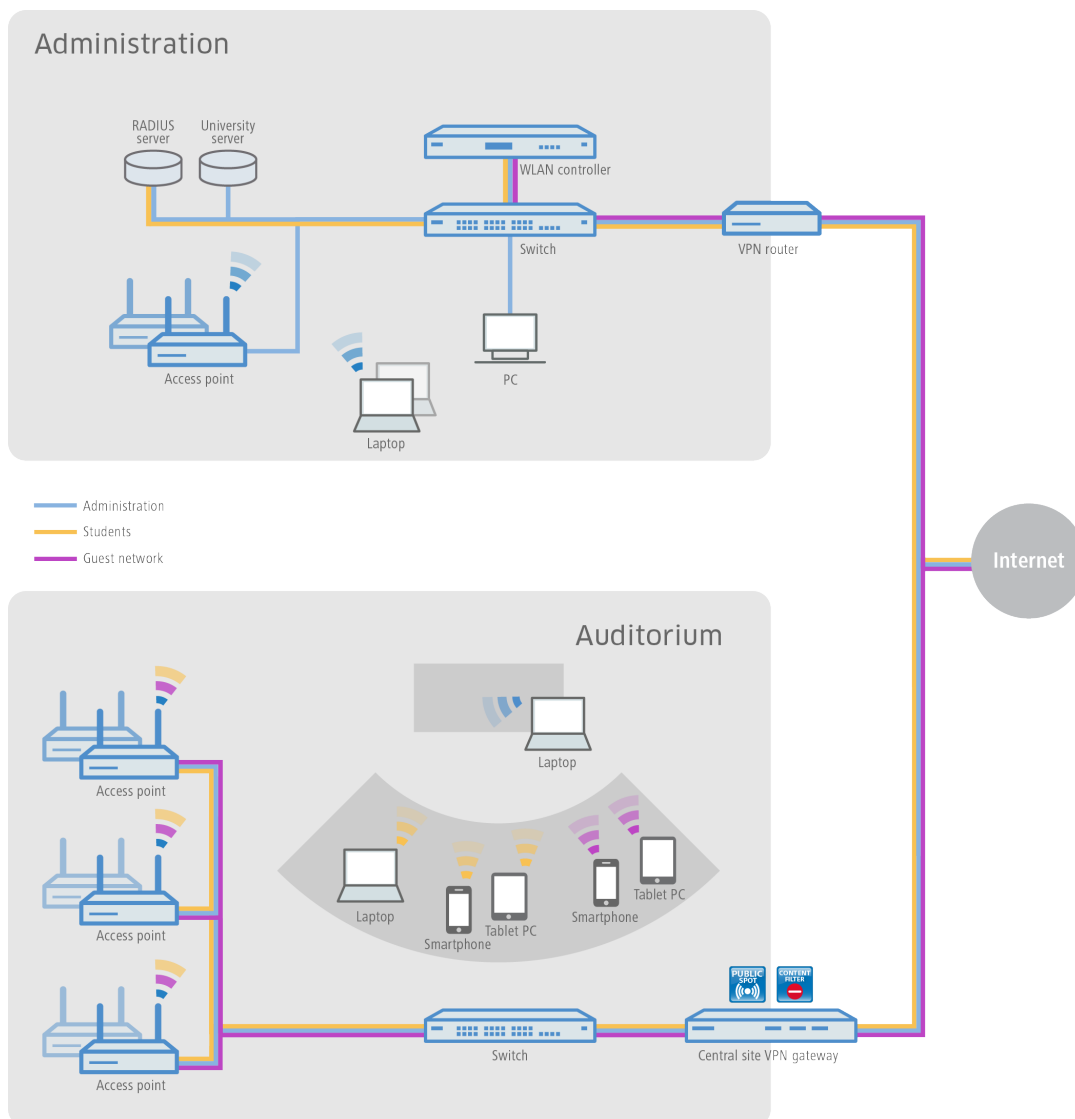 Administration
RADIUS
server
University
server
WLAN controller
Switch
VPN router
Access point
PC
Laptop
Administration
Students
Guest network
Internet
Auditorium
Laptop
Access point
Laptop
Smartphone
Tablet PC
Smartphone
Tablet PC
Access point
PUBLIC
SPOT
CONTENT
FILTER
Access point
Switch
Central site VPN gateway